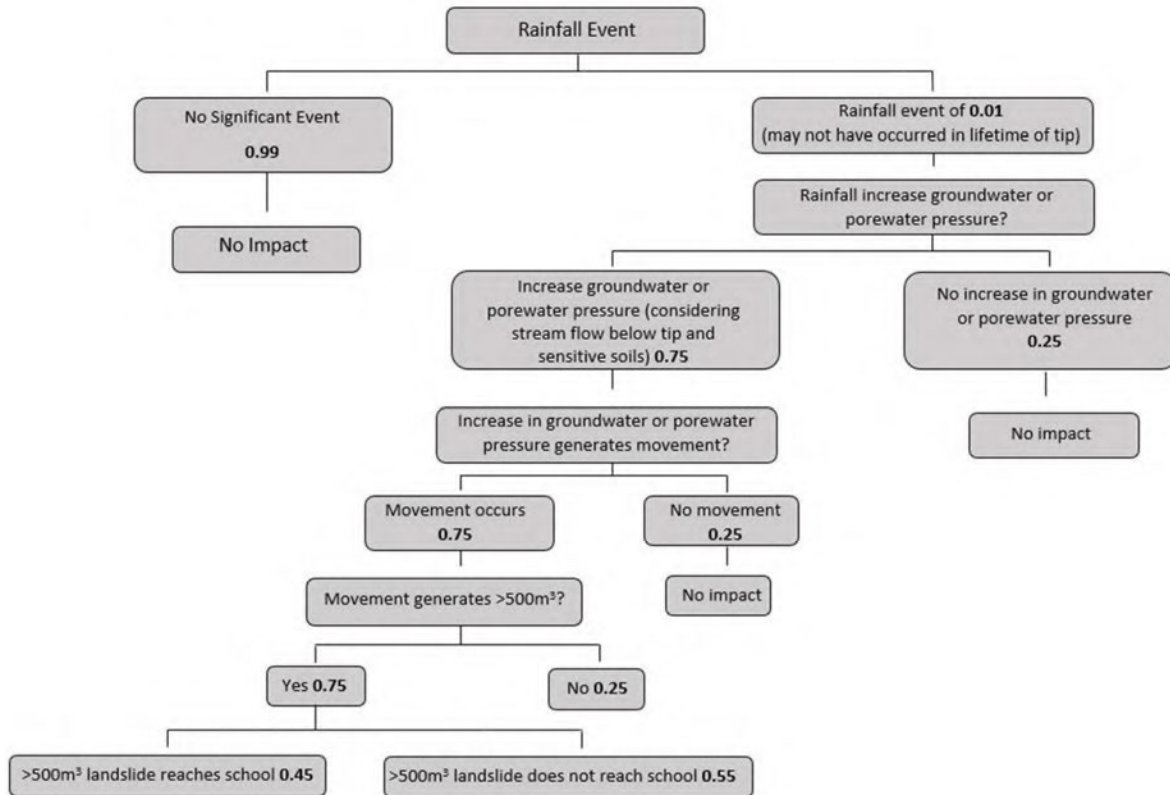 Rainfall Event
No Significant Event
0.99
Rainfall event of 0.01
(may not have occurred in lifetime of tip)
No Impact
Rainfall increase groundwater or
porewater pressure?
Increase groundwater or
porewater pressure (considering
stream flow below tip and
sensitive soils) 0.75
No increase in groundwater
or porewater pressure
0.25
Increase in groundwater or porewater
pressure generates movement?
No impact
Movement occurs
0.75
No movement
0.25
Movement generates >500m³?
No impact
Yes 0.75
No 0.25
>500m³ landslide reaches school 0.45
>500m³ landslide does not reach school 0.55